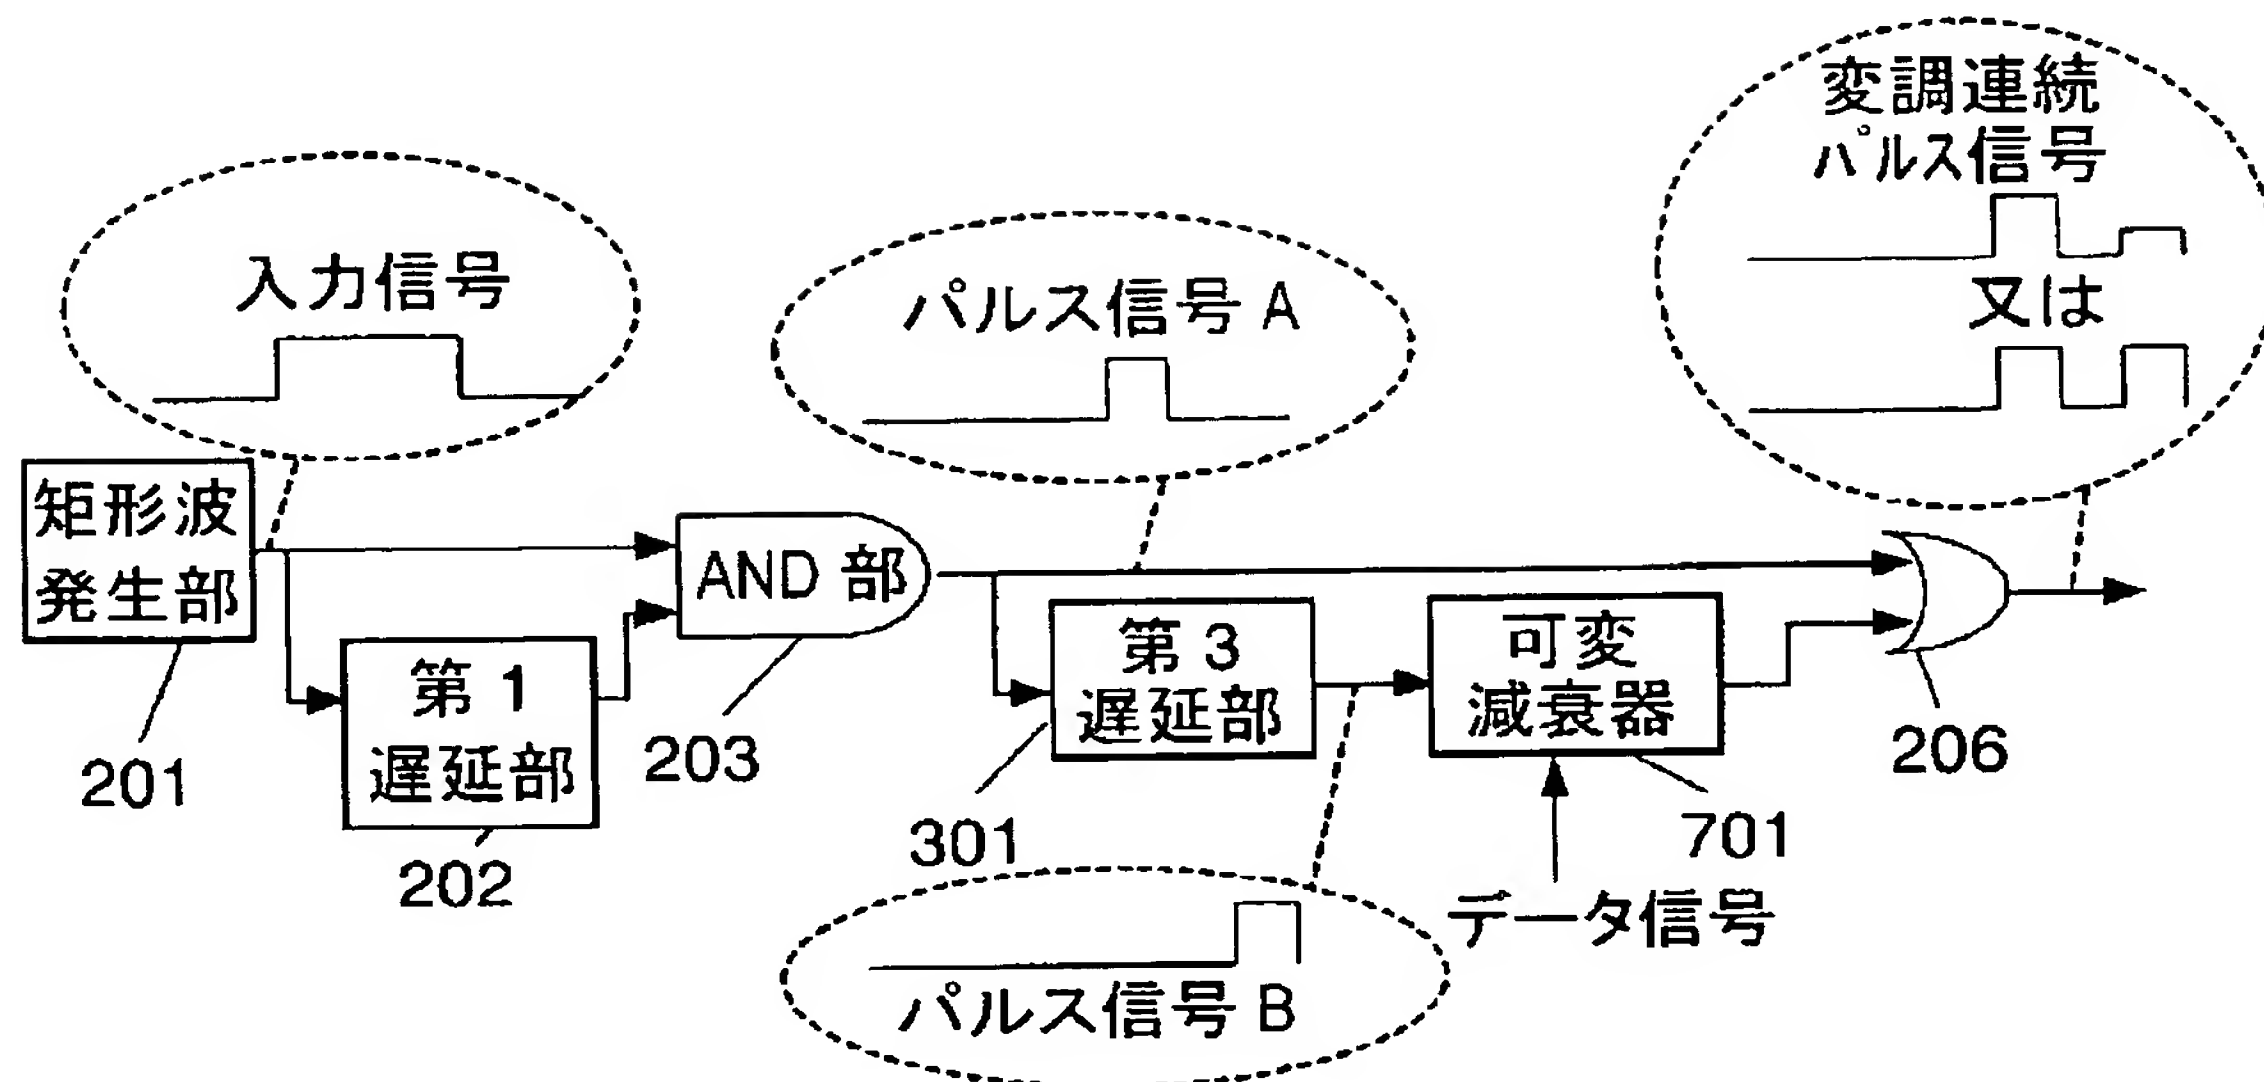 変調連続
パルス信号
又は
入力信号
パルス信号 A
矩形波
発生部
201
第 1
遅延部
202
AND 部
203
第 3
遅延部
301
可変
減衰器
701
206
データ信号
パルス信号 B